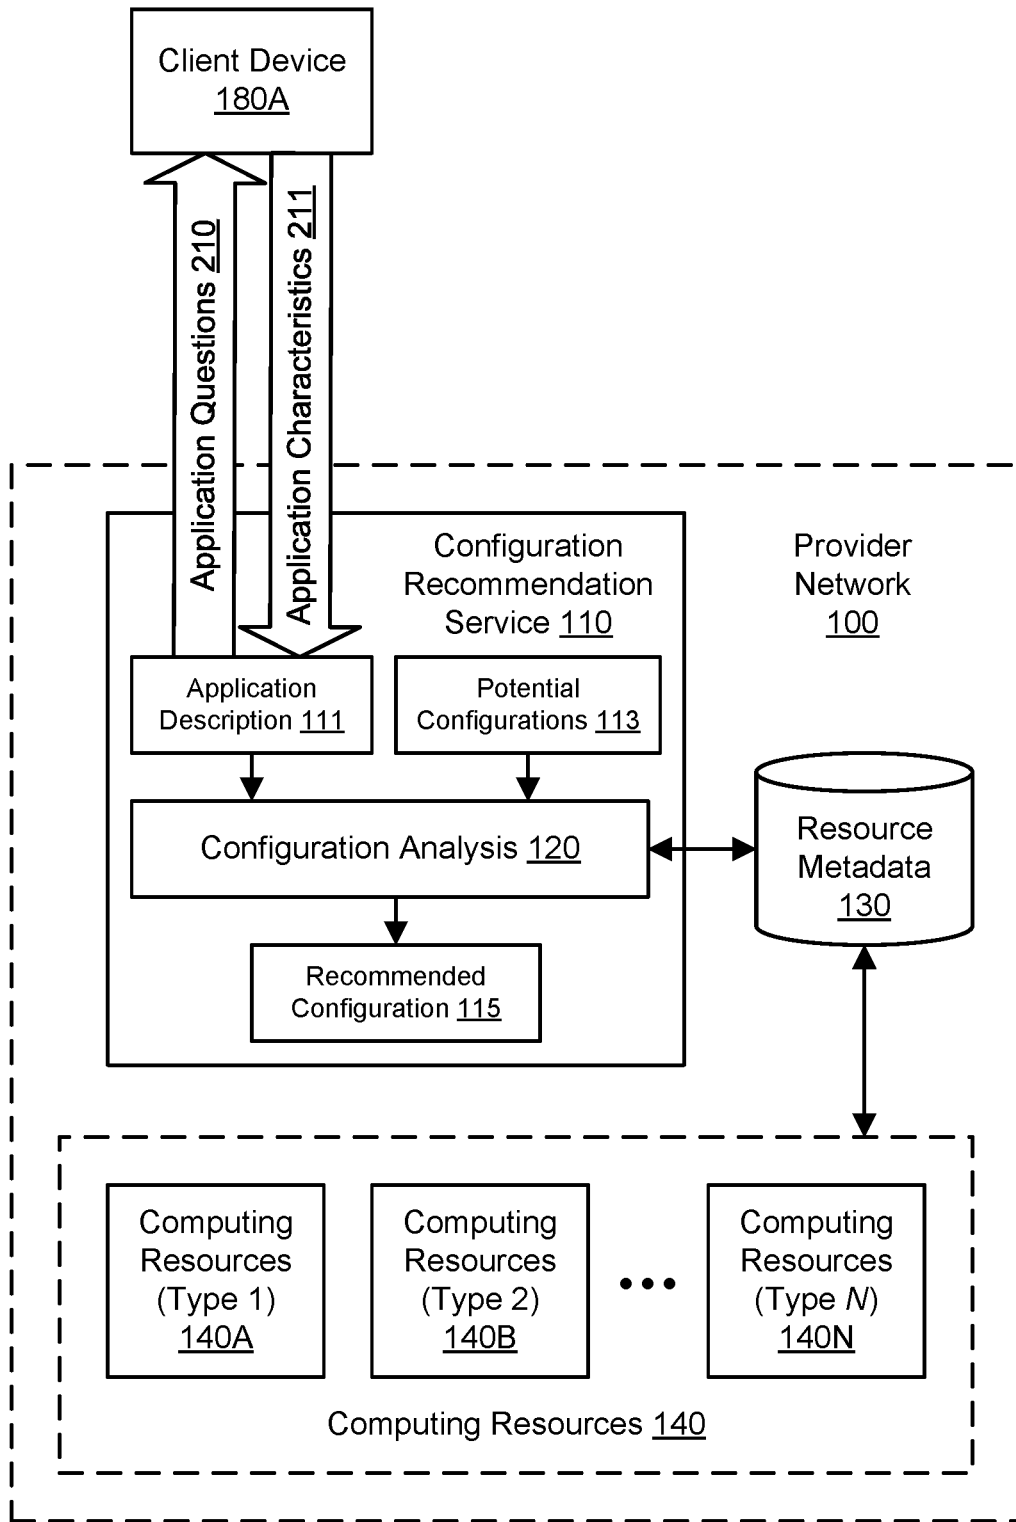 Client Device
180A
Application Questions 210
Application Characteristics 211
Configuration
Recommendation
Service 110
Provider
Network
100
Application
Description 111
Potential
Configurations 113
Configuration Analysis 120
Resource
Metadata
130
Recommended
Configuration 115
Computing
Resources
(Type 1)
140A
Computing
Resources
(Type 2)
140B
Computing
Resources
(Type N)
140N
Computing Resources 140